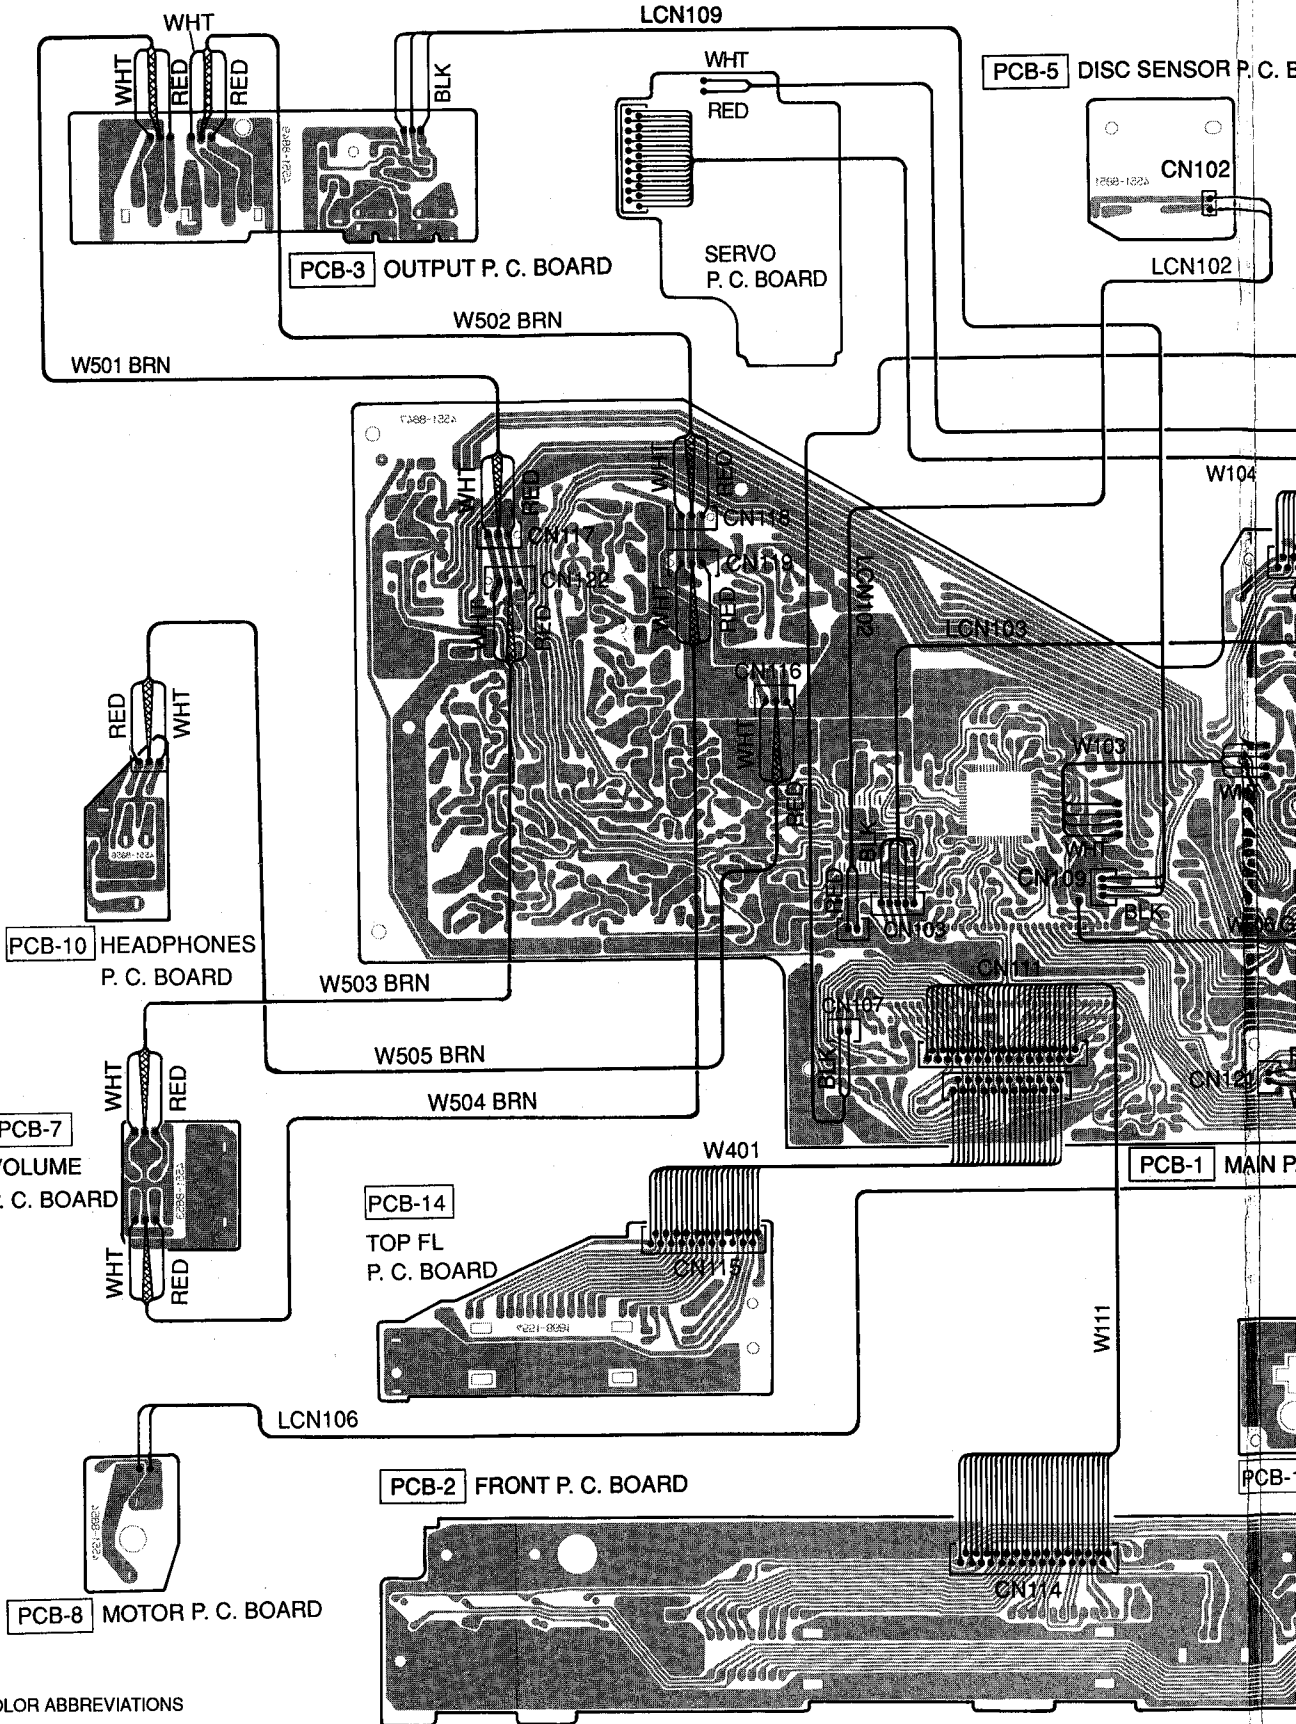 WHT
LCN109
WHT
RED
RED
BLK
WHT
RED
PCB-5 DISC SENSOR P. C. B
CN102
LCN102
PCB-3 OUTPUT P. C. BOARD
SERVO
P. C. BOARD
W502 BRN
W501 BRN
W104
WHT
RED
WHT
RED
CN118
CN117
CN119
CN122
LCN102
WHT
RED
WHT
RED
LCN103
CN116
RED
WHT
WHT
RED
W103
WHT
WHT
BLK
RED
CN109
BLK
CN103
PCB-10 HEADPHONES
P. C. BOARD
W503 BRN
CN111
CN107
BLK
W505 BRN
CN121
W504 BRN
WHT
RED
PCB-7
VOLUME
P. C. BOARD
WHT
RED
W401
PCB-1 MAIN P.
PCB-14
TOP FL
P. C. BOARD
CN115
W111
LCN106
PCB-2 FRONT P. C. BOARD
PCB-1
CN114
PCB-8 MOTOR P. C. BOARD
OLOR ABBREVIATIONS